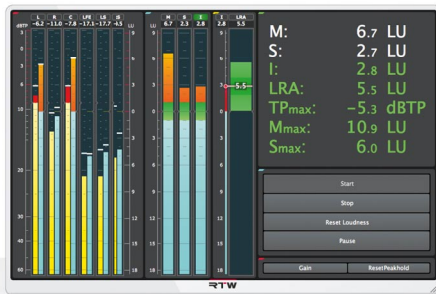 L R C LFE LS RS
dBTP -6.2 -11.0 -7.8 -17.1 -17.7 -4.5 LU
M S I
6.7 2.3 2.8
I LRA
2.8 5.5
M: 6.7 LU
S: 2.7 LU
I: 2.8 LU
LRA: 5.5 LU
TPmax: -5.3 dBTP
Mmax: 10.9 LU
Smax: 6.0 LU
-5.5-
Start
Stop
Reset Loudness
Pause
Gain ResetPeakhold
RTW